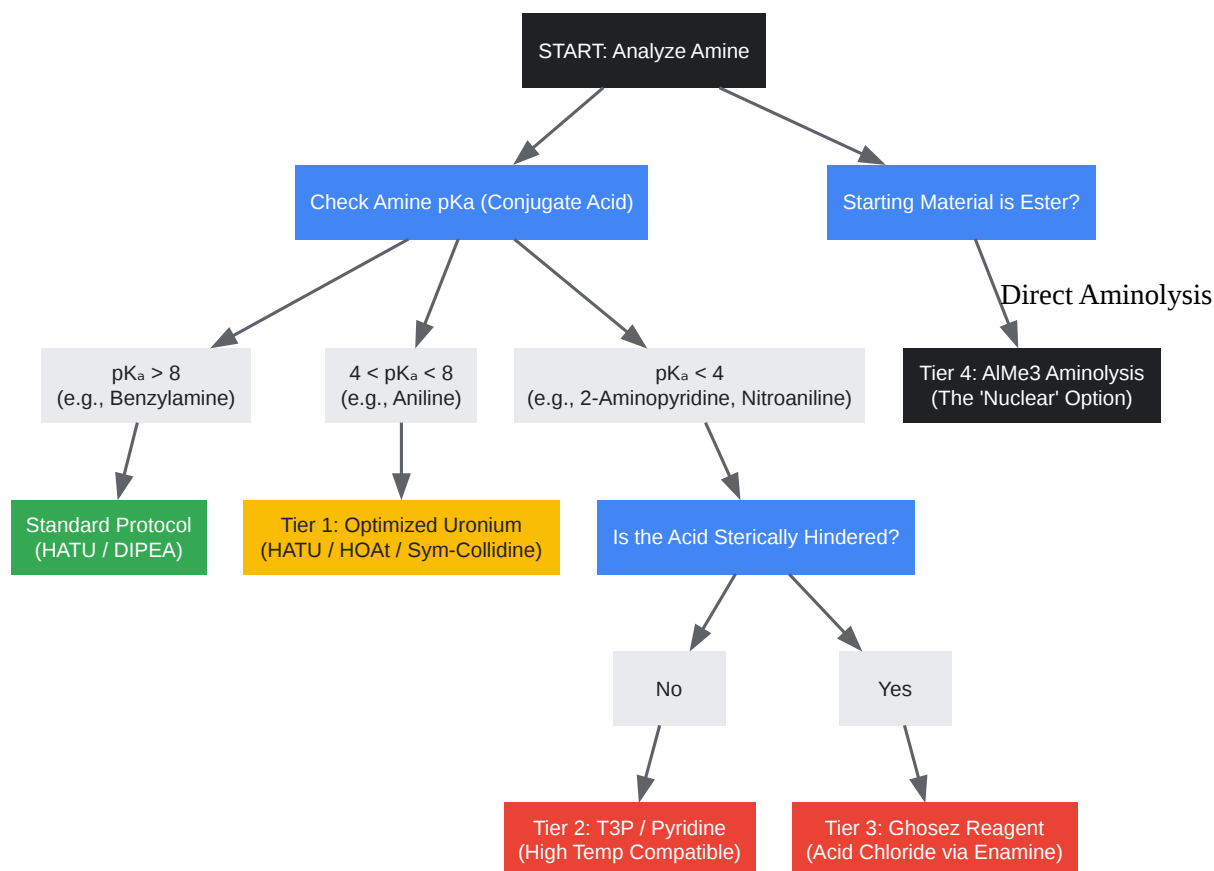 START: Analyze Amine
Check Amine pKa (Conjugate Acid)
Starting Material is Ester?
Direct Aminolysis
pKₐ > 8
(e.g., Benzylamine)
4 < pKₐ < 8
(e.g., Aniline)
pKₐ < 4
(e.g., 2-Aminopyridine, Nitroaniline)
Tier 4: AlMe3 Aminolysis
(The 'Nuclear' Option)
Standard Protocol
(HATU / DIPEA)
Tier 1: Optimized Uronium
(HATU / HOAt / Sym-Collidine)
Is the Acid Sterically Hindered?
No
Yes
Tier 2: T3P / Pyridine
(High Temp Compatible)
Tier 3: Ghosez Reagent
(Acid Chloride via Enamine)